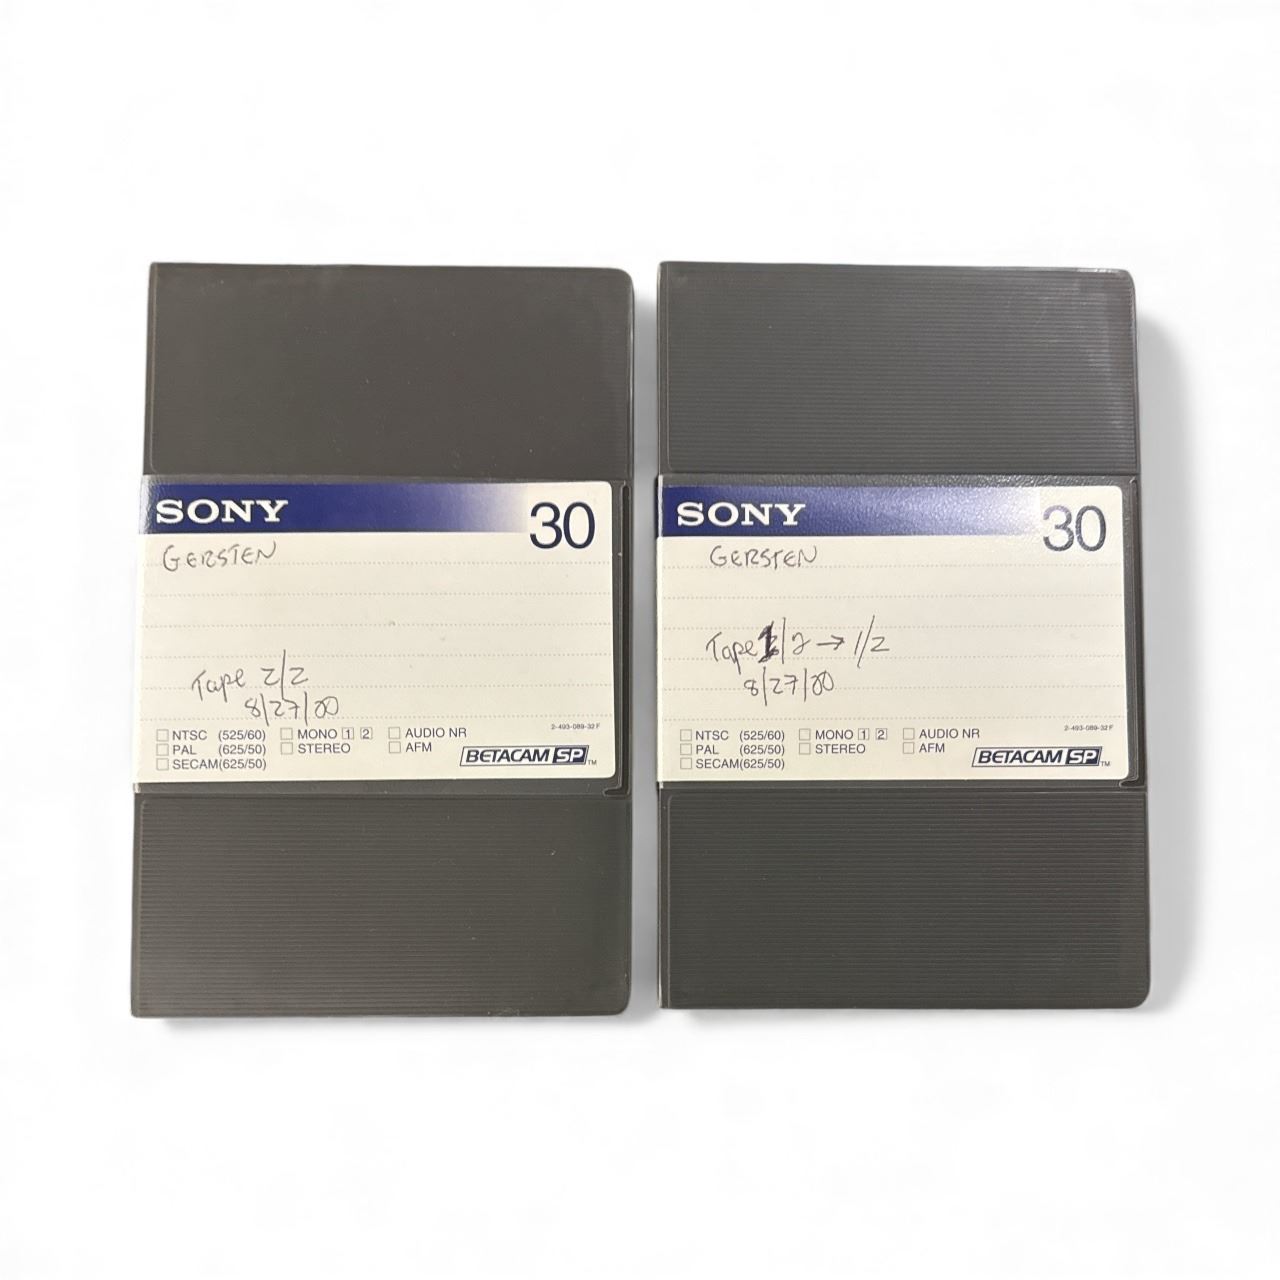 SONY 30
GERSTEN
Tape 2/2
8/27/00
NTSC (525/60) MONO 1 2 AUDIO NR
PAL (625/50) STEREO AFM
SECAM(625/50)
2-493-089-32 F
BETACAM SP TM
SONY 30
GERSTEN
Tape 1/2 → 1/2
8/27/00
NTSC (525/60) MONO 1 2 AUDIO NR
PAL (625/50) STEREO AFM
SECAM(625/50)
2-493-089-32 F
BETACAM SP TM